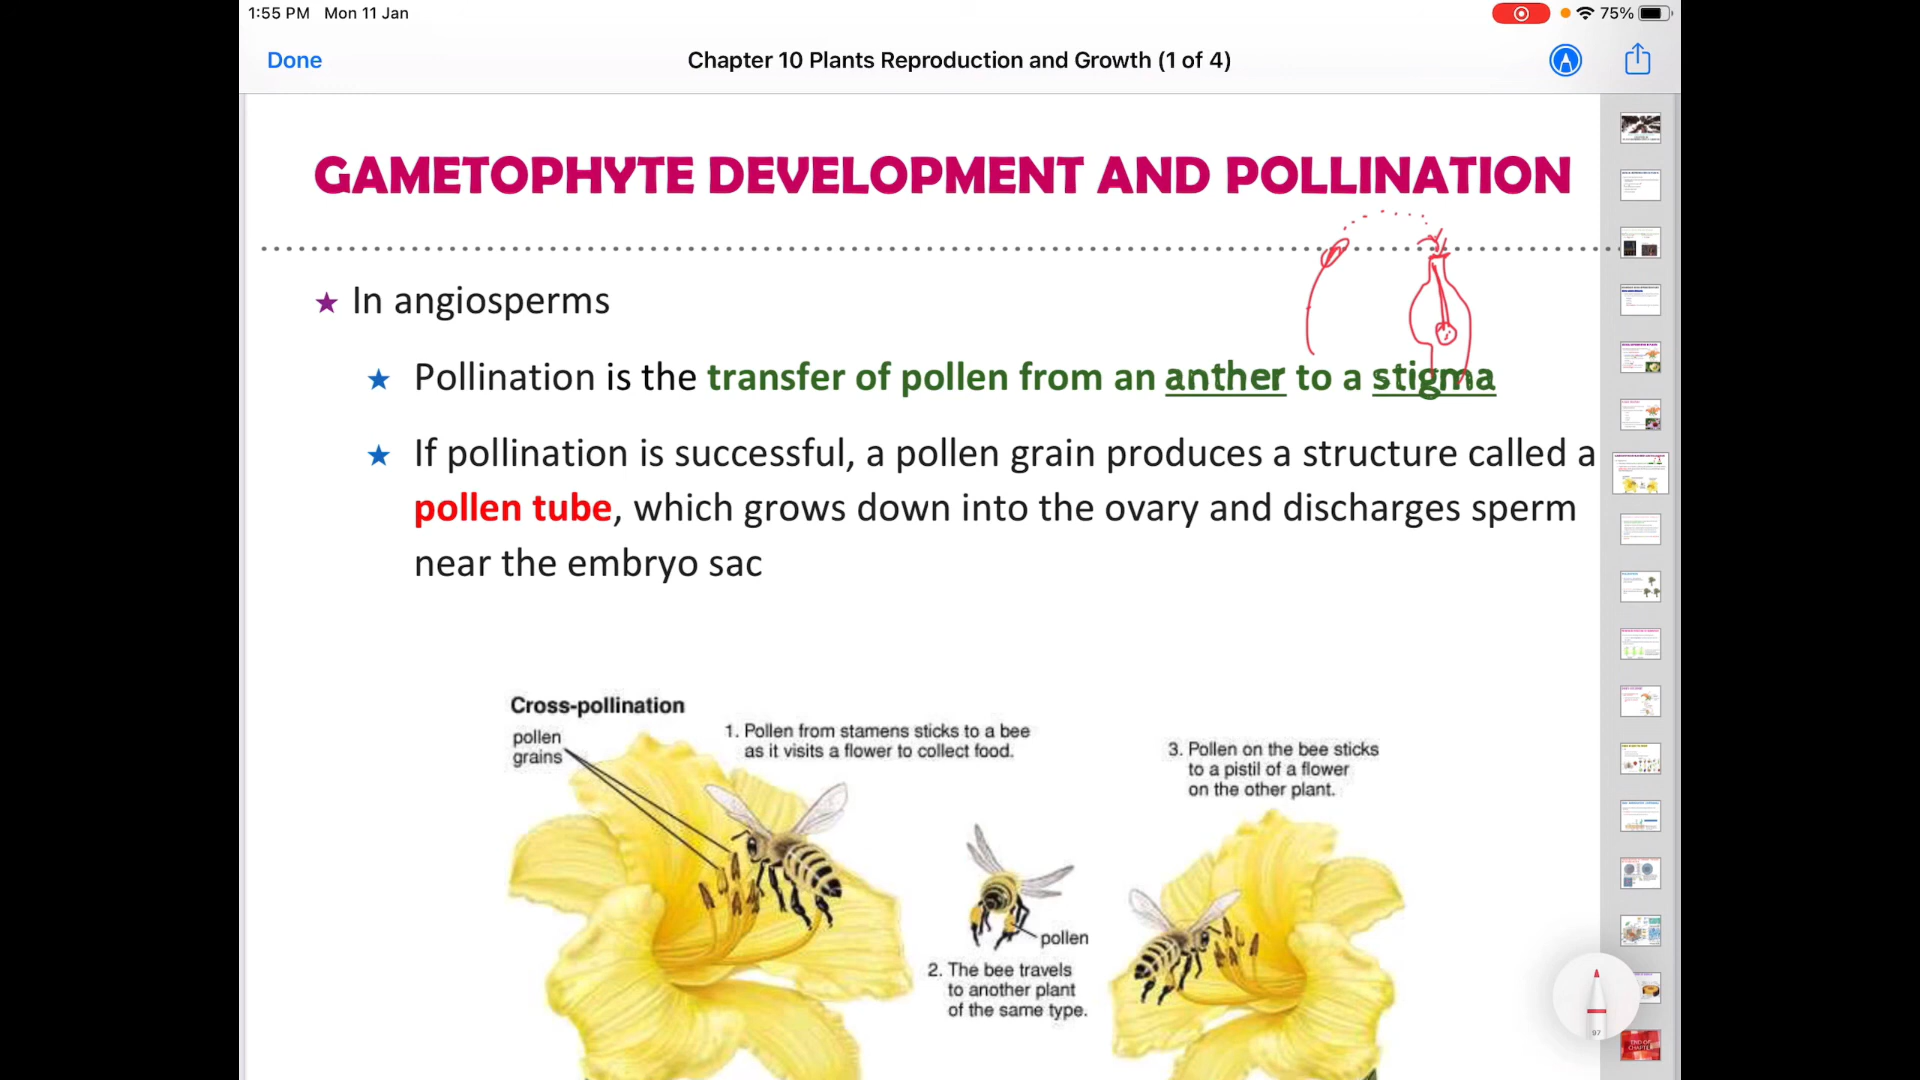 1:55 PM Mon 11 Jan
75%
Done
Chapter 10 Plants Reproduction and Growth (1 of 4)
GAMETOPHYTE DEVELOPMENT AND POLLINATION
In angiosperms
Pollination is the transfer of pollen from an anther to a stigma
If pollination is successful, a pollen grain produces a structure called a
pollen tube, which grows down into the ovary and discharges sperm
near the embryo sac
Cross-pollination
pollen
grains
1. Pollen from stamens sticks to a bee
as it visits a flower to collect food.
pollen
2. The bee travels
to another plant
of the same type.
3. Pollen on the bee sticks
to a pistil of a flower
on the other plant.
97
END OF
CHAPTER